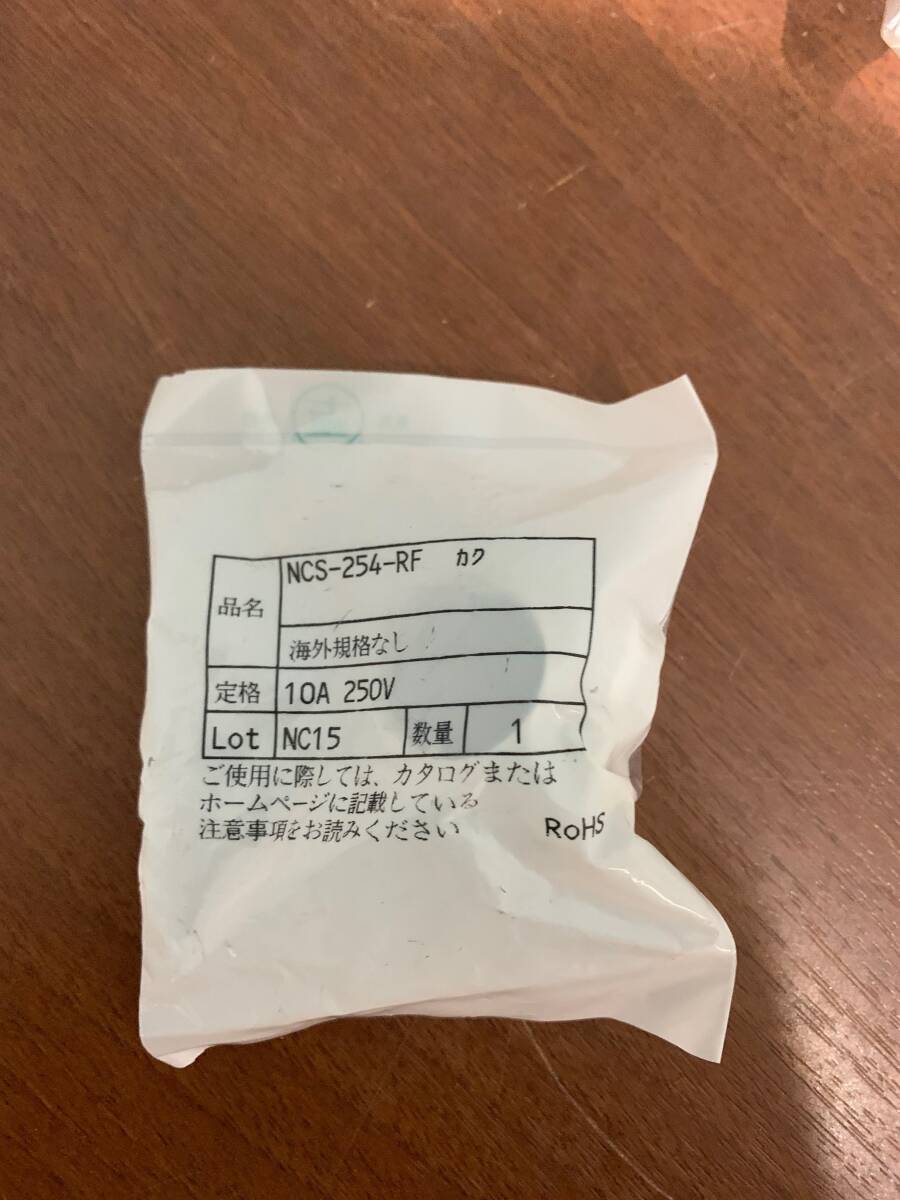 品名 NCS-254-RF カク
海外規格なし
定格 10A 250V
Lot NC15 数量 1
ご使用に際しては、カタログまたは
ホームページに記載している
注意事項をお読みください
RoHS